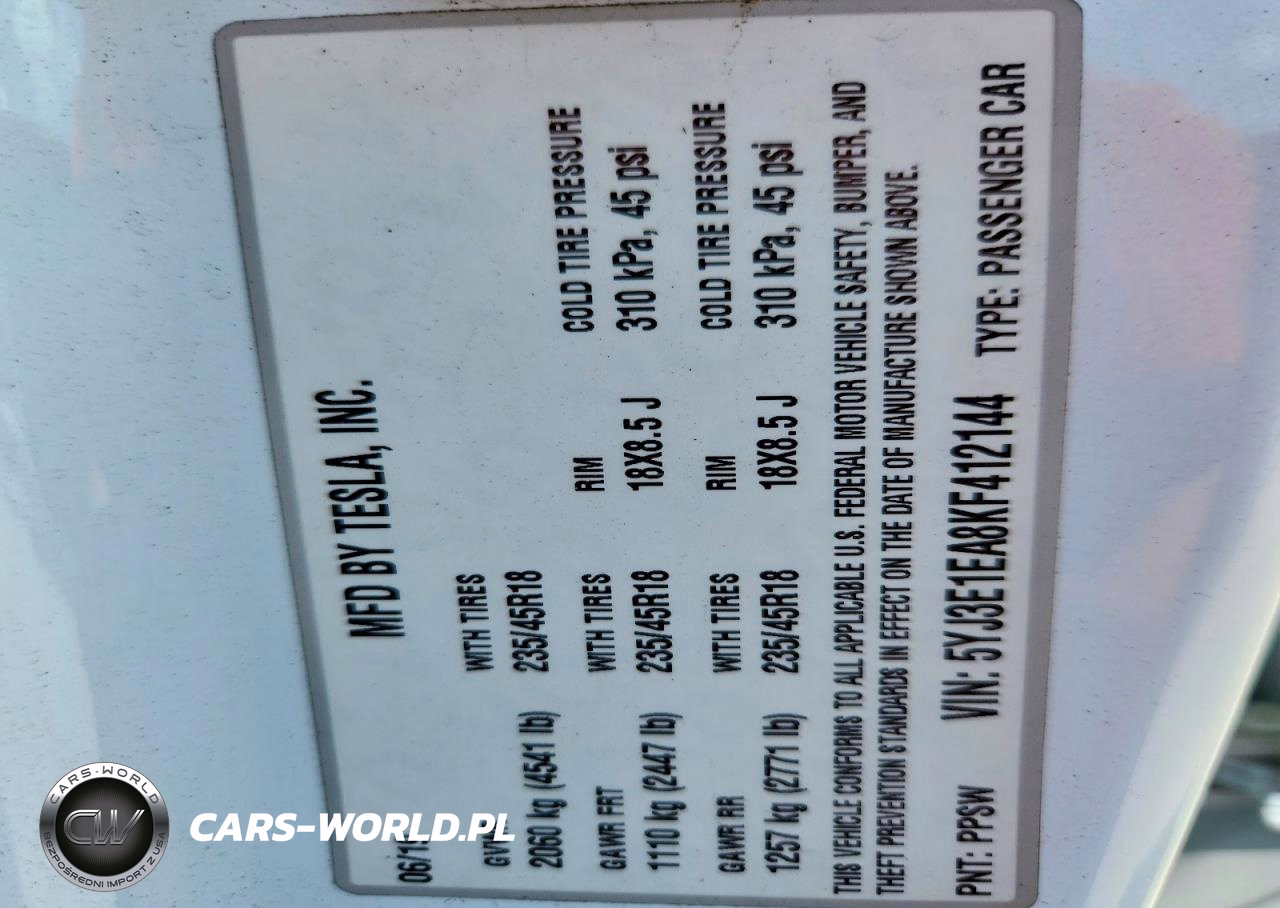 MFD BY TESLA, INC.
GVWR
WITH TIRES
2060 kg (4541 lb) 235/45R18
GAWR FRT WITH TIRES RIM COLD TIRE PRESSURE
1110 kg (2447 lb) 235/45R18 18X8.5 J 310 kPa, 45 psi
GAWR RR WITH TIRES RIM COLD TIRE PRESSURE
1257 kg (2771 lb) 235/45R18 18X8.5 J 310 kPa, 45 psi
THIS VEHICLE CONFORMS TO ALL APPLICABLE U.S. FEDERAL MOTOR VEHICLE SAFETY, BUMPER, AND
THEFT PREVENTION STANDARDS IN EFFECT ON THE DATE OF MANUFACTURE SHOWN ABOVE.
PNT: PPSW VIN: 5YJ3E1EA8KF412144 TYPE: PASSENGER CAR
CARS-WORLD
CW
BEZPOŚREDNI IMPORT Z USA
CARS-WORLD.PL